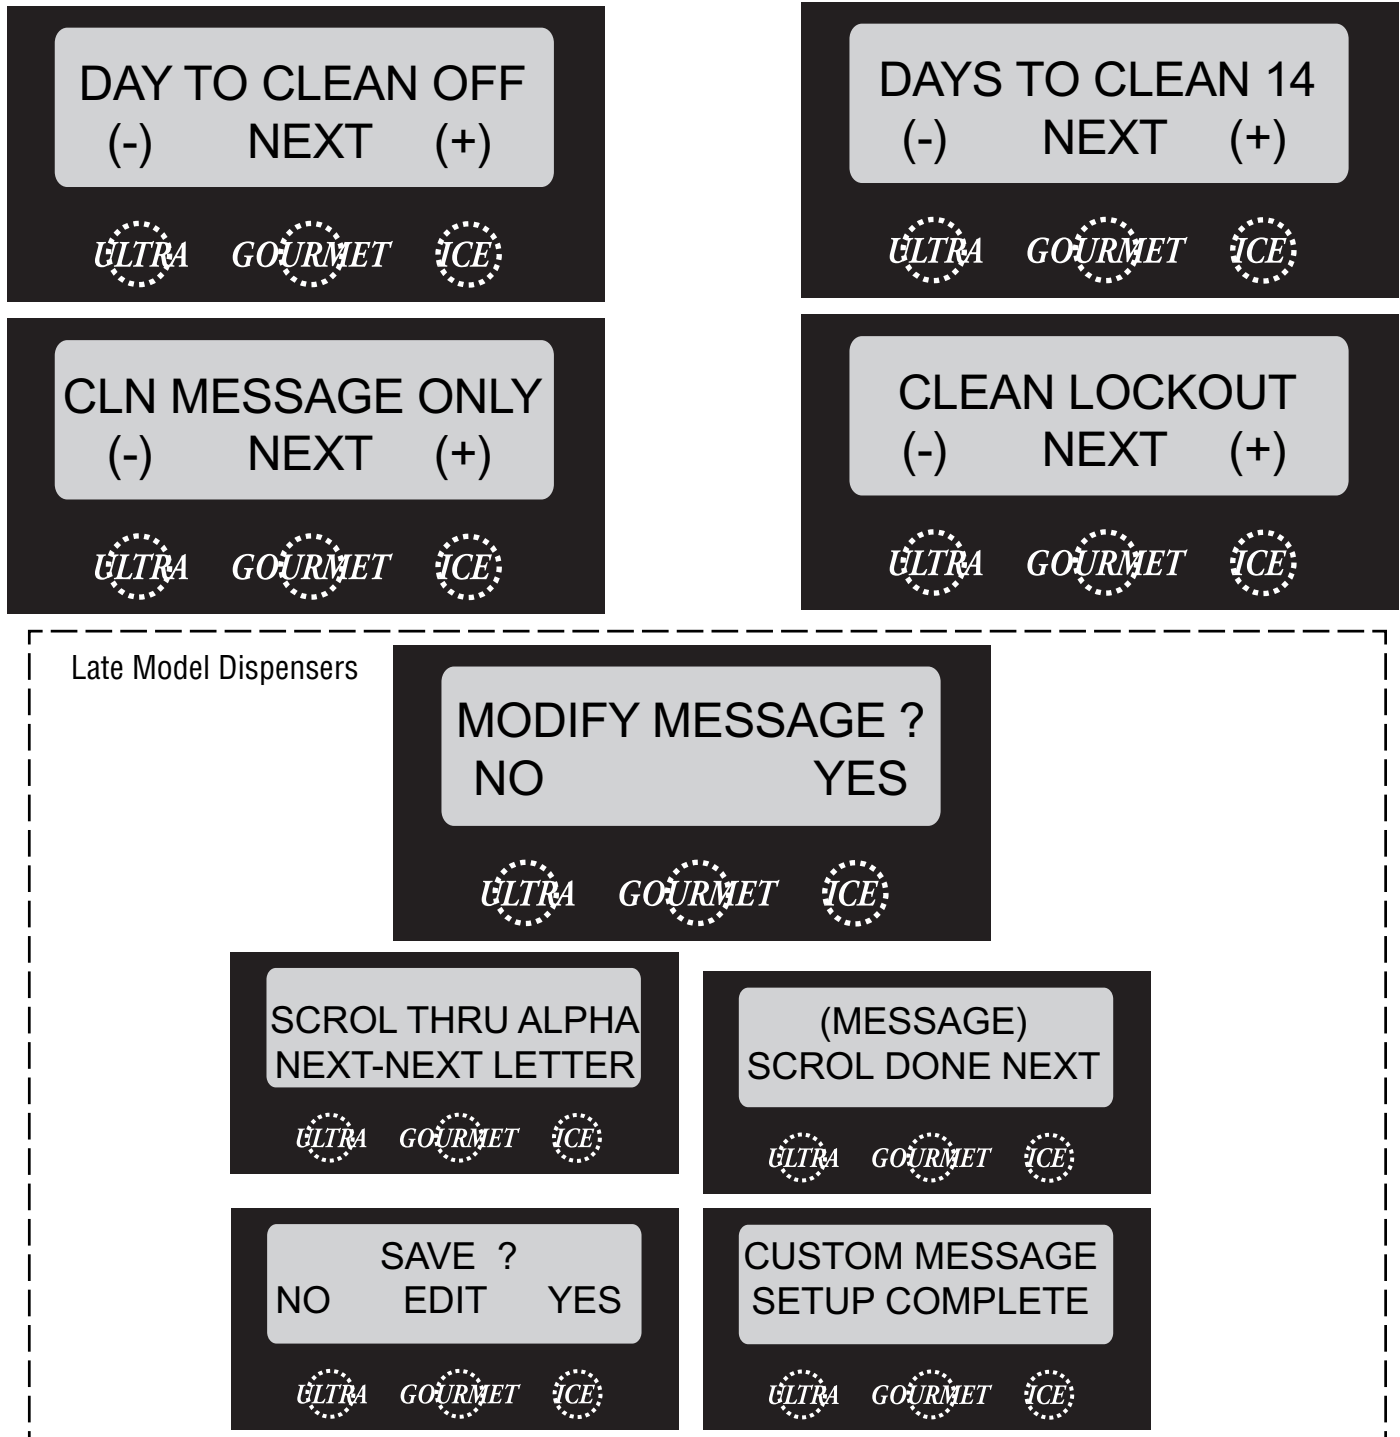 DAY TO CLEAN OFF
(-) NEXT (+)
ULTRA GOURMET ICE
DAYS TO CLEAN 14
(-) NEXT (+)
ULTRA GOURMET ICE
CLN MESSAGE ONLY
(-) NEXT (+)
ULTRA GOURMET ICE
CLEAN LOCKOUT
(-) NEXT (+)
ULTRA GOURMET ICE
Late Model Dispensers
MODIFY MESSAGE ?
NO YES
ULTRA GOURMET ICE
SCROL THRU ALPHA
NEXT-NEXT LETTER
ULTRA GOURMET ICE
(MESSAGE)
SCROL DONE NEXT
ULTRA GOURMET ICE
SAVE ?
NO EDIT YES
ULTRA GOURMET ICE
CUSTOM MESSAGE
SETUP COMPLETE
ULTRA GOURMET ICE